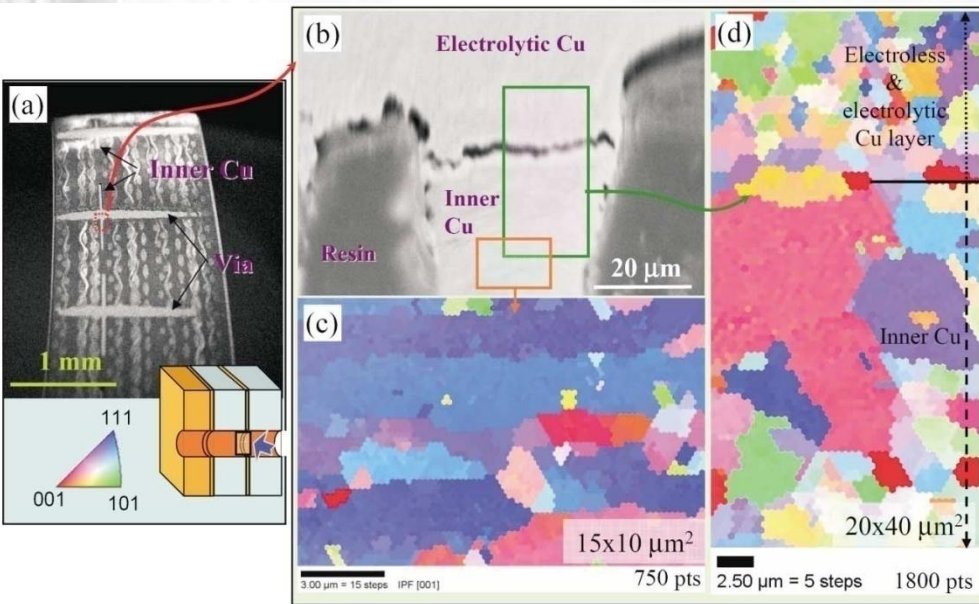 (a)
Inner Cu
Via
1 mm
111
001
101
(b)
Electrolytic Cu
Inner
Cu
Resin
20 μm
(c)
15x10 μm²
3.00 μm = 15 steps IPF [001]
750 pts
(d)
Electroless
&
electrolytic
Cu layer
Inner Cu
20x40 μm²
2.50 μm = 5 steps
1800 pts